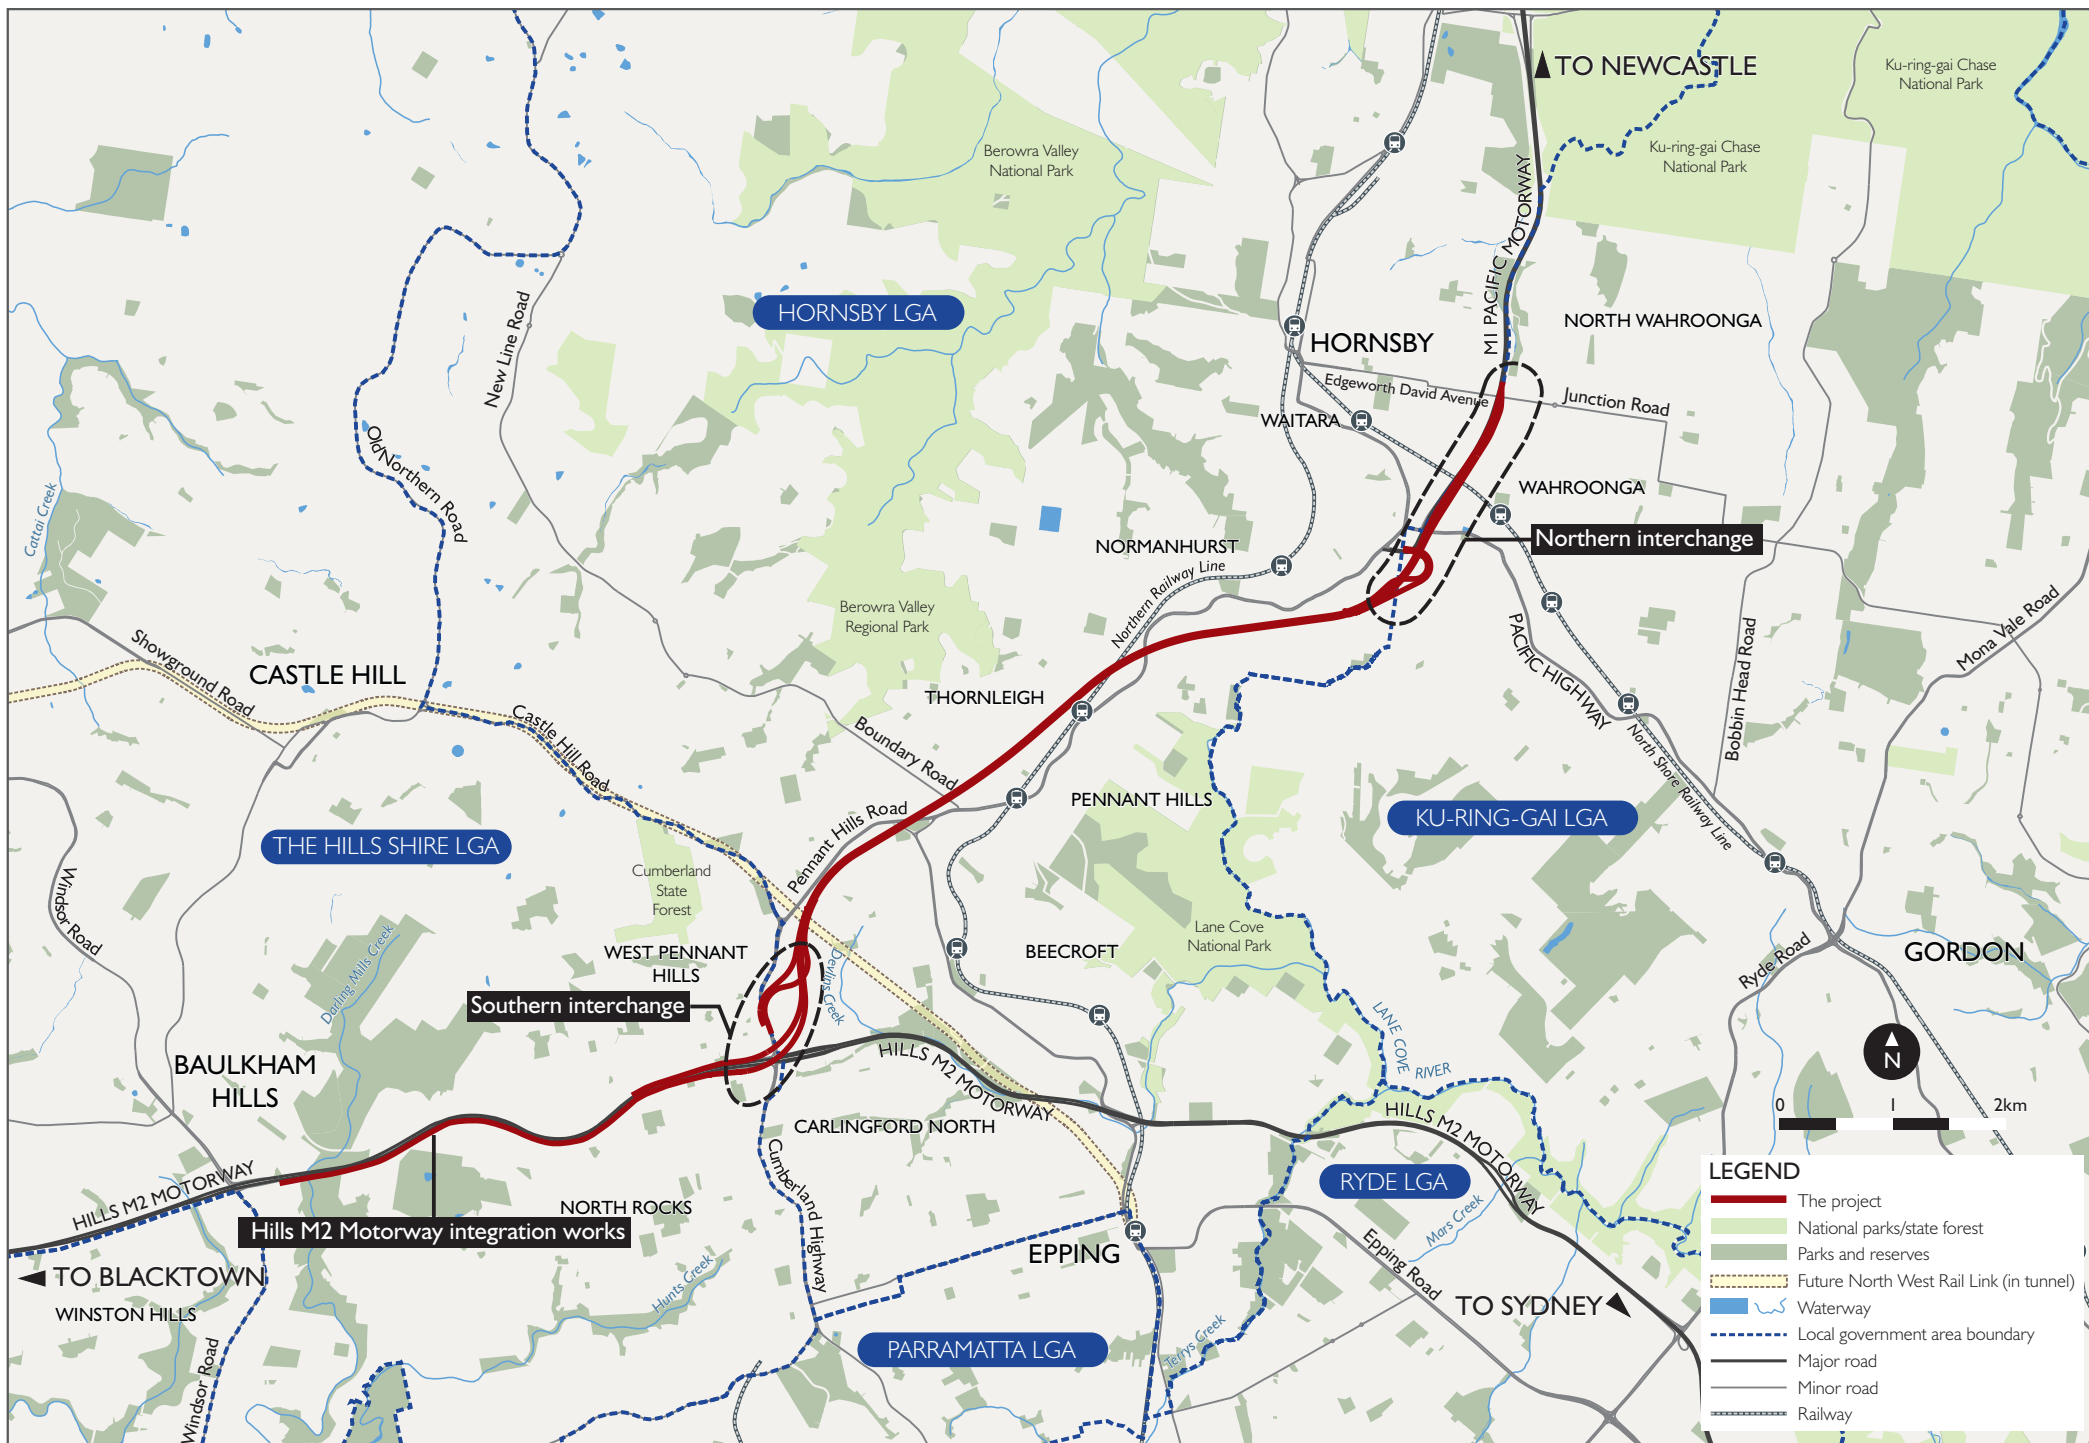 TO NEWCASTLE
Ku-ring-gai Chase
National Park
Ku-ring-gai Chase
National Park
Berowra Valley
National Park
M1 PACIFIC MOTORWAY
HORNSBY LGA
NORTH WAHROONGA
New Line Road
HORNSBY
Edgeworth David Avenue
Junction Road
WAITARA
Old Northern Road
WAHROONGA
Cattai Creek
Northern interchange
NORMANHURST
Northern Railway Line
Berowra Valley
Regional Park
Showground Road
CASTLE HILL
PACIFIC HIGHWAY
Bobbin Head Road
Mona Vale Road
THORNLEIGH
Castle Hill Road
Boundary Road
North Shore Railway Line
PENNANT HILLS
Pennant Hills Road
KU-RING-GAI LGA
THE HILLS SHIRE LGA
Cumberland
State
Forest
Windsor Road
Lane Cove
National Park
WEST PENNANT
HILLS
BEECROFT
Darling Mills Creek
Devlins Creek
Ryde Road
GORDON
Southern interchange
LANE COVE
RIVER
BAULKHAM
HILLS
HILLS M2 MOTORWAY
N
0 1 2km
CARLINGFORD NORTH
HILLS M2 MOTORWAY
Cumberland Highway
RYDE LGA
HILLS M2 MOTORWAY
NORTH ROCKS
Hills M2 Motorway integration works
EPPING
Mars Creek
Epping Road
TO BLACKTOWN
WINSTON HILLS
Hunts Creek
TO SYDNEY
PARRAMATTA LGA
Terrys Creek
Windsor Road
LEGEND
The project
National parks/state forest
Parks and reserves
Future North West Rail Link (in tunnel)
Waterway
Local government area boundary
Major road
Minor road
Railway